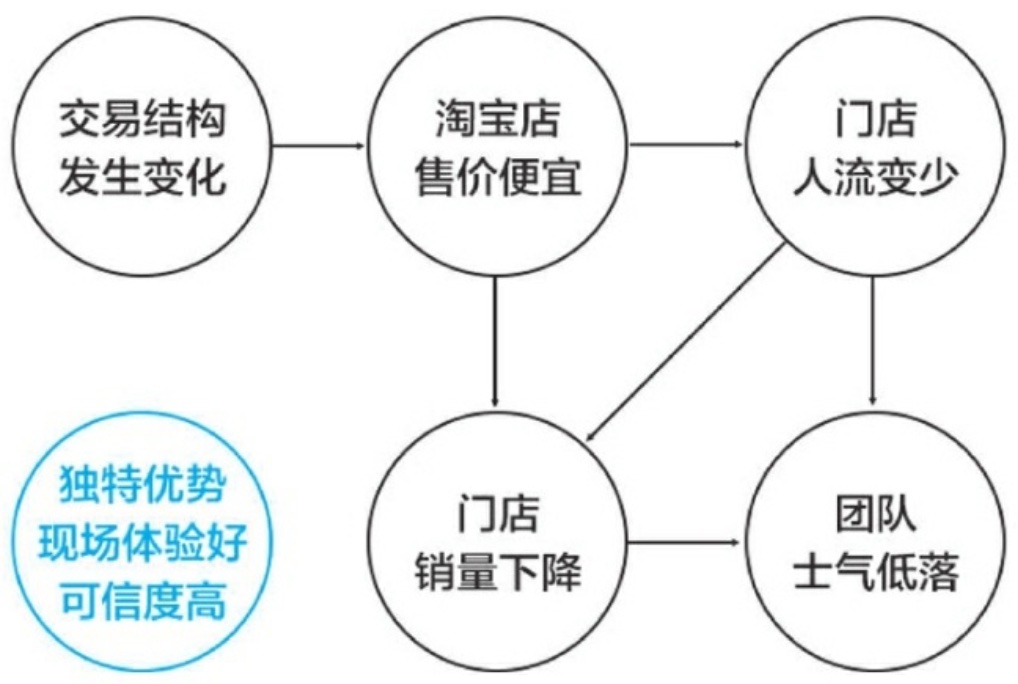 交易结构
发生变化
淘宝店
售价便宜
门店
人流变少
独特优势
现场体验好
可信度高
门店
销量下降
团队
士气低落